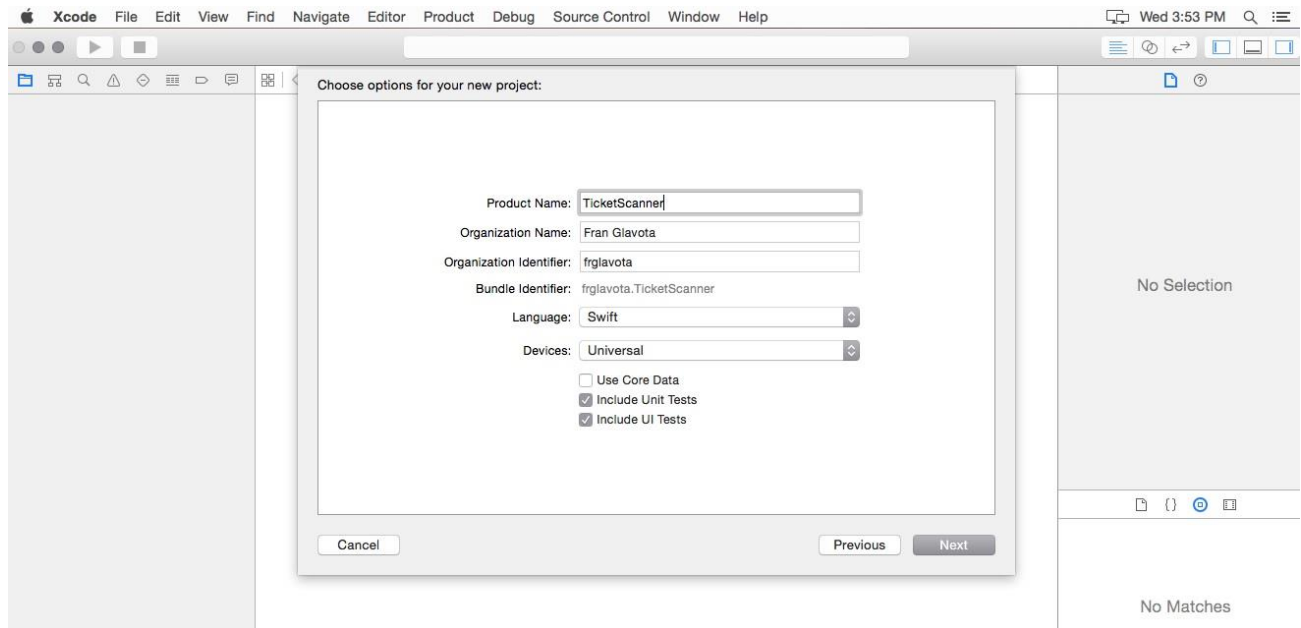 Xcode File Edit View Find Navigate Editor Product Debug Source Control Window Help Wed 3:53 PM
Choose options for your new project:
Product Name: TicketScanner
Organization Name: Fran Glavota
Organization Identifier: frglavota
Bundle Identifier: frglavota.TicketScanner
Language: Swift
Devices: Universal
Use Core Data
Include Unit Tests
Include UI Tests
Cancel Previous Next
No Selection
{}
No Matches